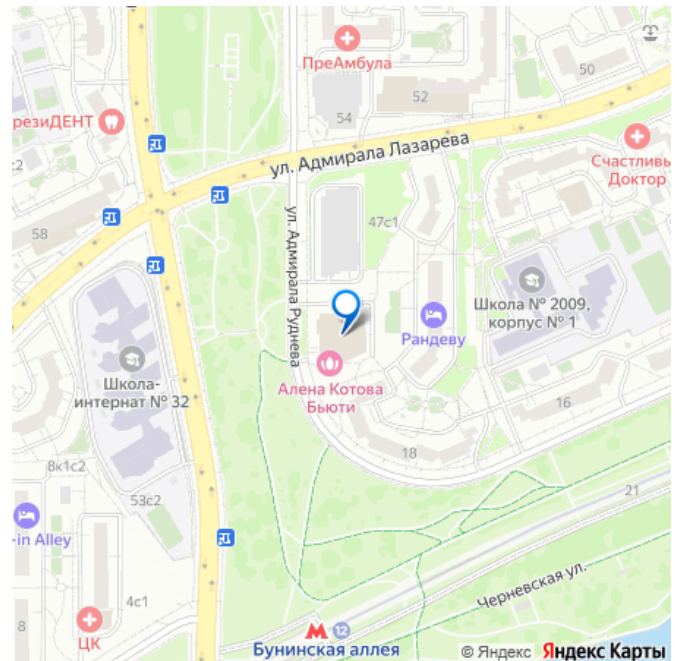 ПреАмбула
50
52
54
резиДЕНТ
с2
ул. Адмирала Лазарева
Счастливы
Доктор
58
47с1
ул. Адмирала Руднева
Школа № 2009,
корпус № 1
Рандеву
Школа-
интернат № 32
Алена Котова
Бьюти
16
18
8к1с2
53с2
21
-in Alley
Черневская ул.
4с1
8
ЦК
М 12
Бунинская аллея
© Яндекс Яндекс Карты